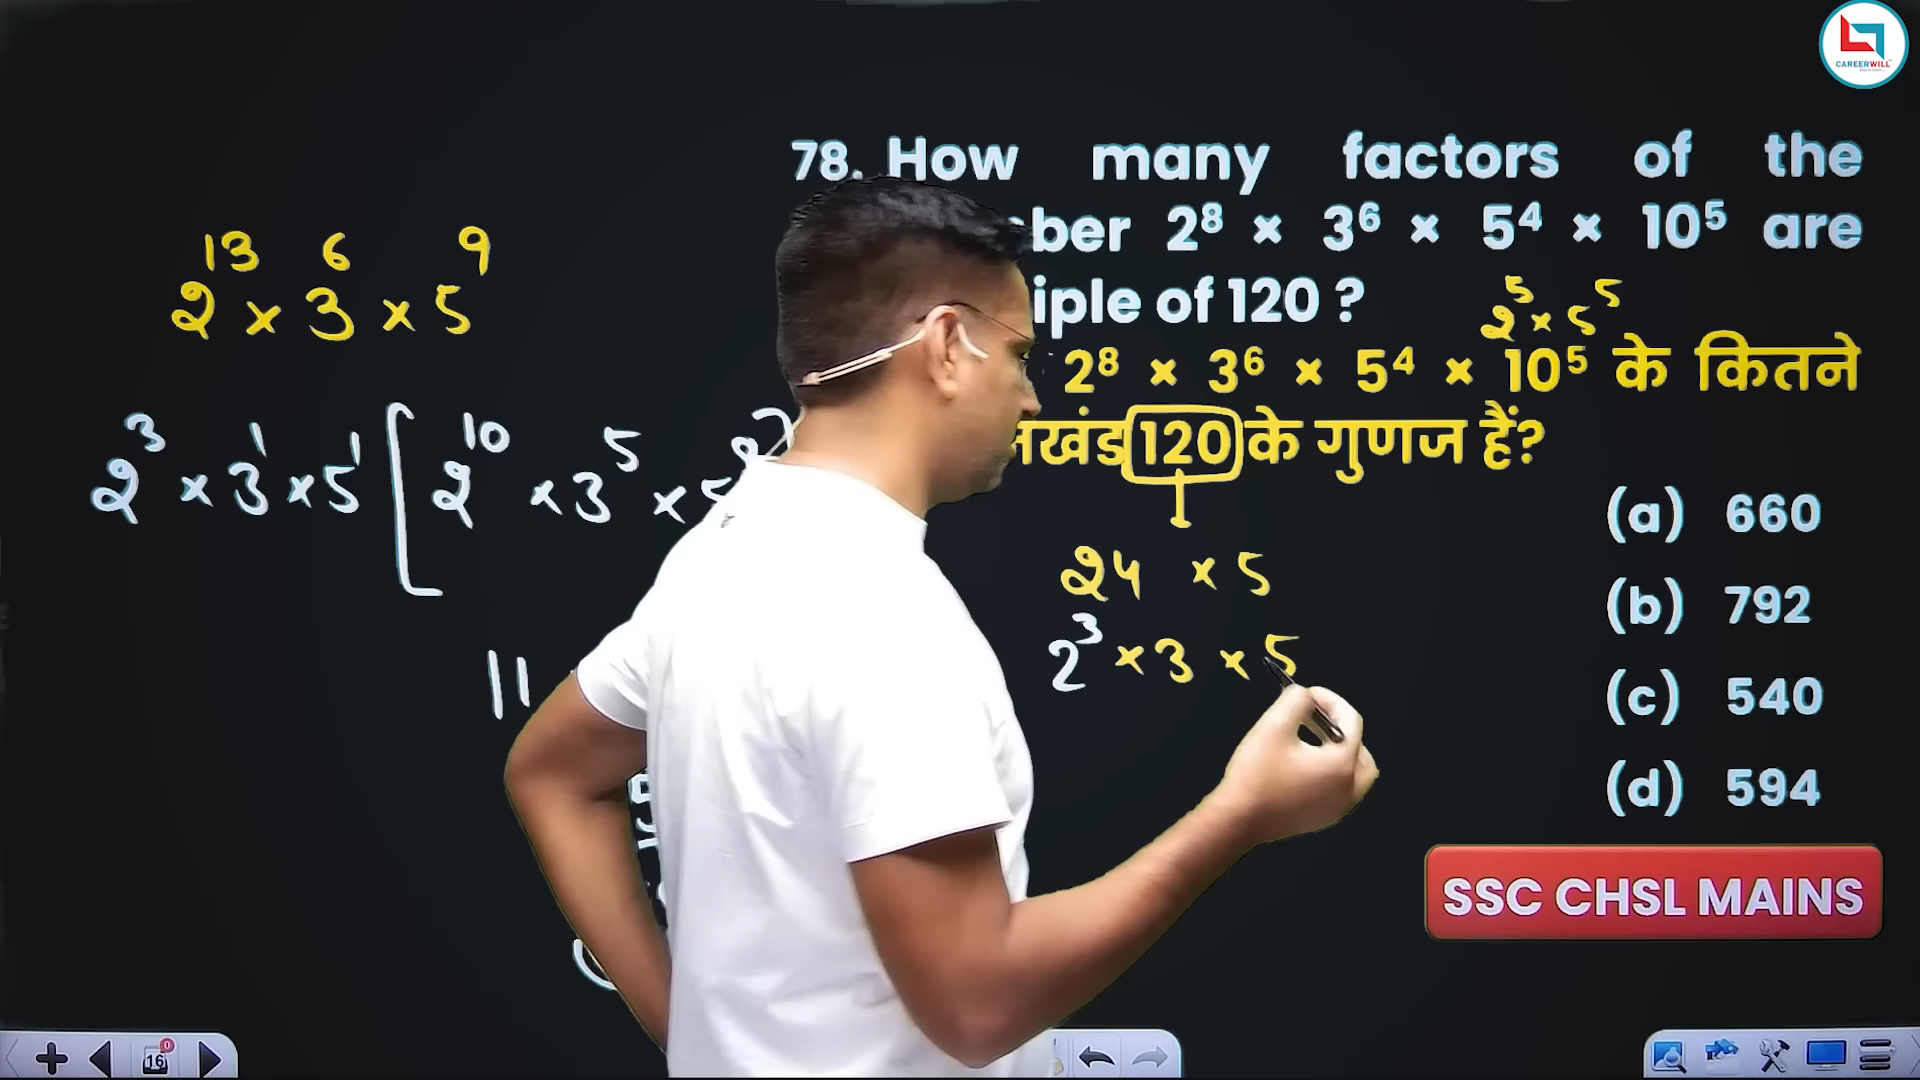 CAREERWILL
78. How many factors of the
ber 2⁸ × 3⁶ × 5⁴ × 10⁵ are
iple of 120 ?
2⁵ × 5⁵
2⁸ × 3⁶ × 5⁴ × 10⁵ के कितने
खंड 120 के गुणज हैं?
2¹³ × 3⁶ × 5⁹
2³ × 3¹ × 5¹ [ 2¹⁰ × 3⁵ × 5
24 × 5
2³ × 3 × 5
11
(a) 660
(b) 792
(c) 540
(d) 594
SSC CHSL MAINS
16
0